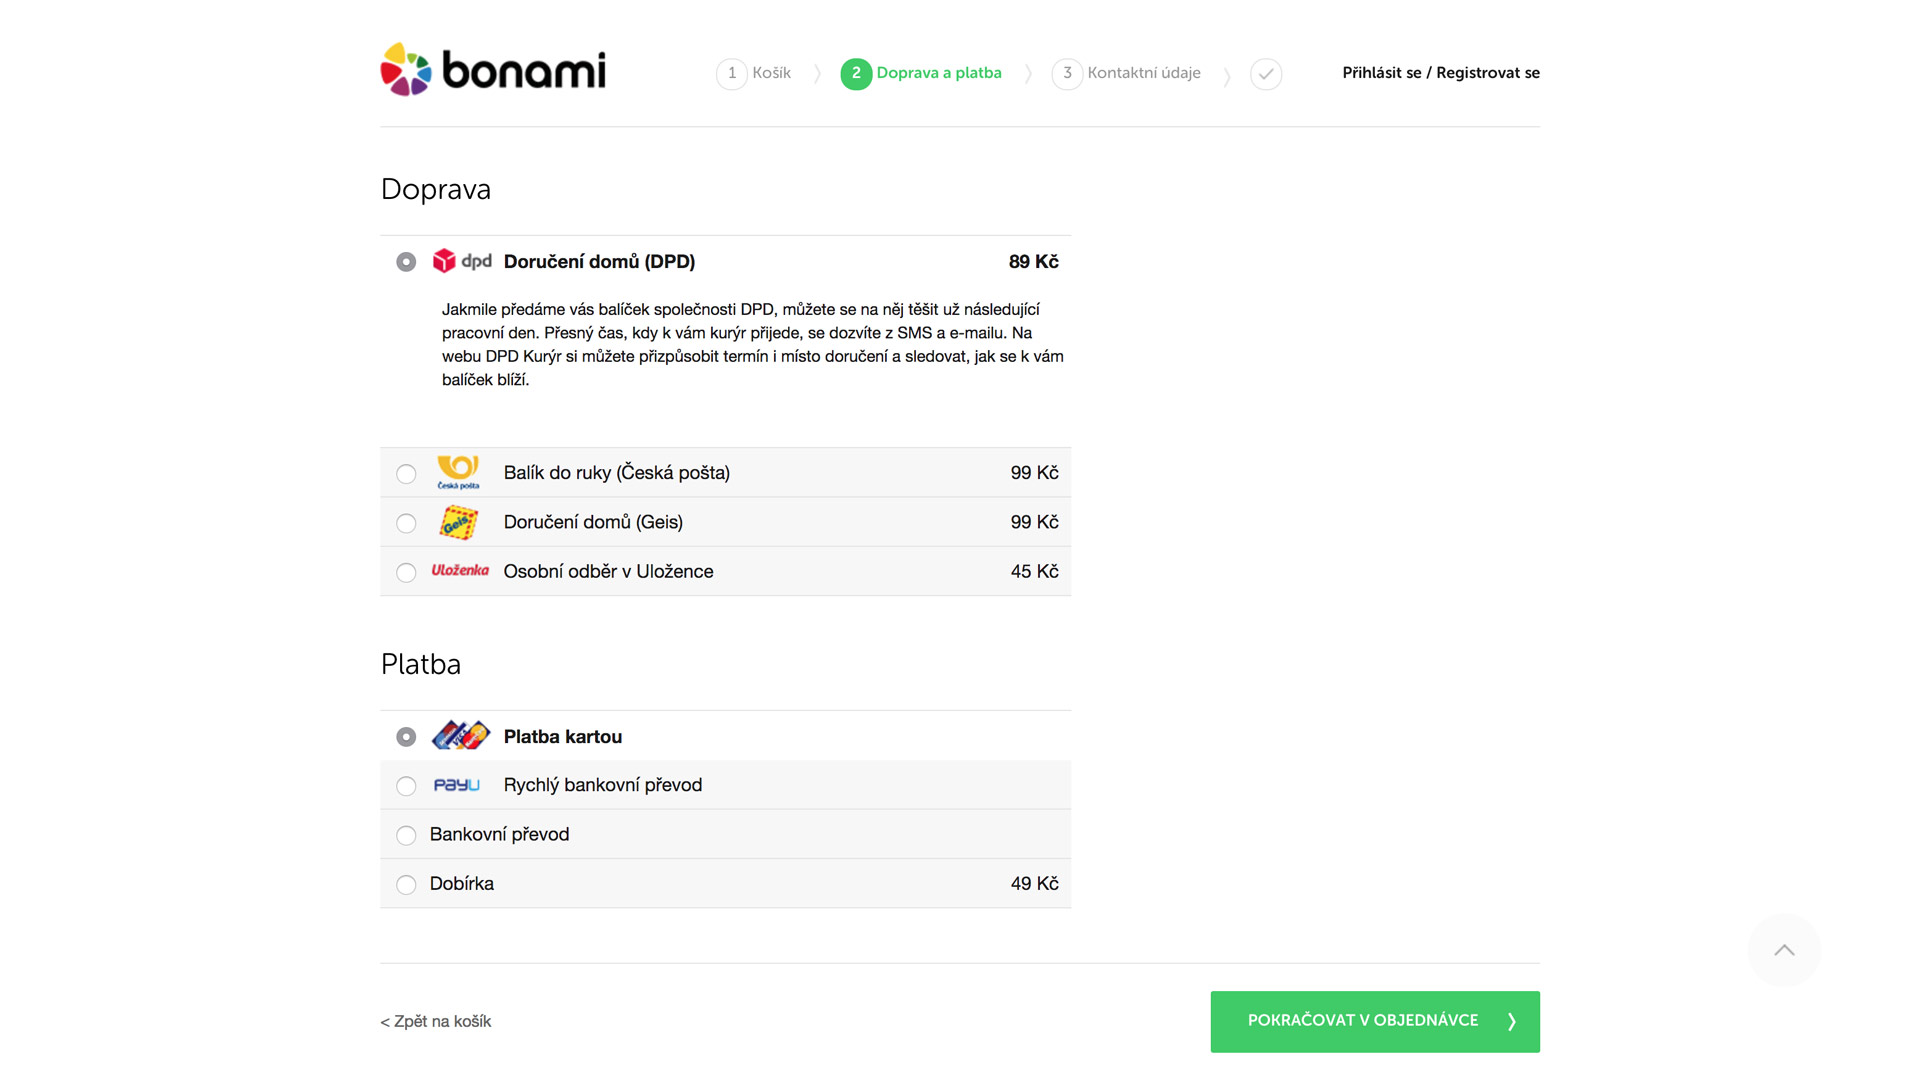 bonami
1 Košík
2 Doprava a platba
3 Kontaktní údaje
Přihlásit se / Registrovat se
Doprava
dpd Doručení domů (DPD) 89 Kč
Jakmile předáme vás balíček společnosti DPD, můžete se na něj těšit už následující
pracovní den. Přesný čas, kdy k vám kurýr přijede, se dozvíte z SMS a e-mailu. Na
webu DPD Kurýr si můžete přizpůsobit termín i místo doručení a sledovat, jak se k vám
balíček blíží.
Česká pošta Balík do ruky (Česká pošta) 99 Kč
Geis Doručení domů (Geis) 99 Kč
Uloženka Osobní odběr v Uložence 45 Kč
Platba
Platba kartou
PayU Rychlý bankovní převod
Bankovní převod
Dobírka 49 Kč
< Zpět na košík
POKRAČOVAT V OBJEDNÁVCE